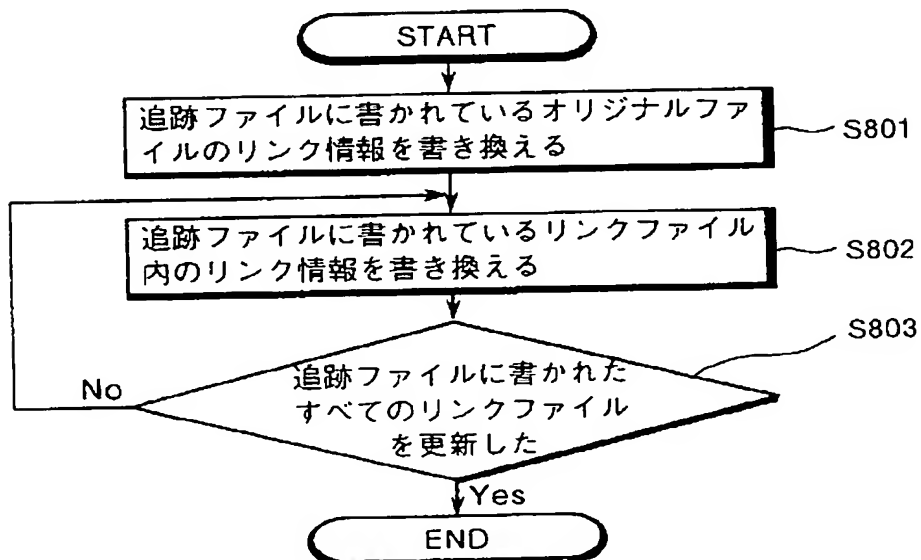 START
追跡ファイルに書かれているオリジナルファ
イルのリンク情報を書き換える
S801
追跡ファイルに書かれているリンクファイル
内のリンク情報を書き換える
S802
S803
追跡ファイルに書かれた
すべてのリンクファイル
を更新した
No
Yes
END